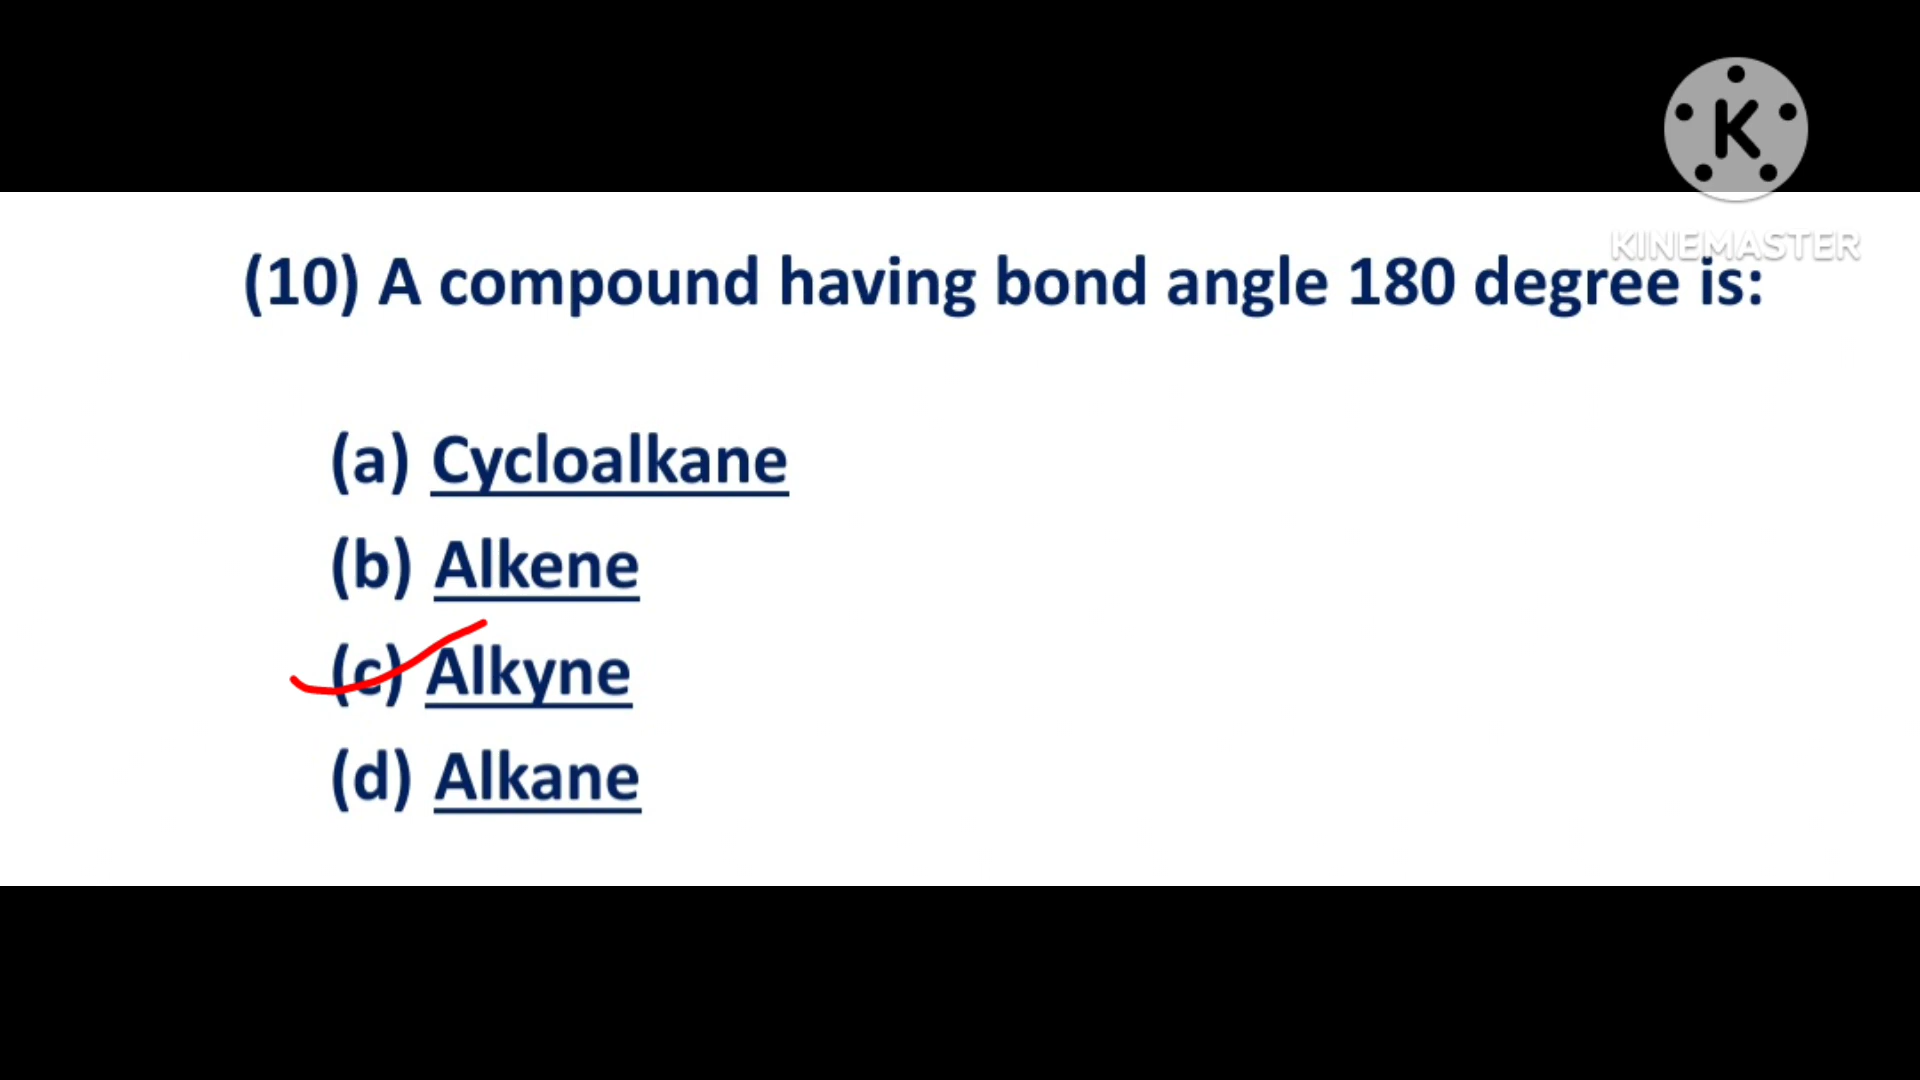 K
KINEMASTER
(10) A compound having bond angle 180 degree is:
(a) Cycloalkane
(b) Alkene
(c) Alkyne
(d) Alkane